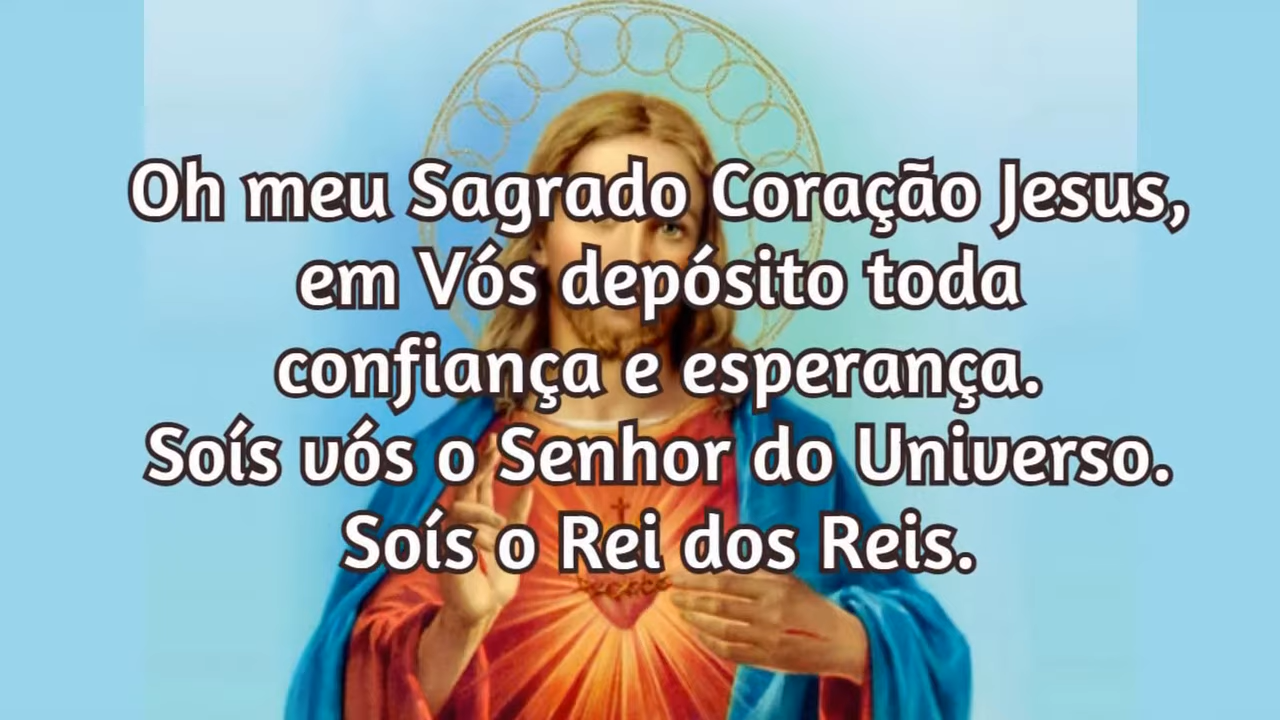 Oh meu Sagrado Coração Jesus,
em Vós depósito toda
confiança e esperança.
Soís vós o Senhor do Universo.
Soís o Rei dos Reis.